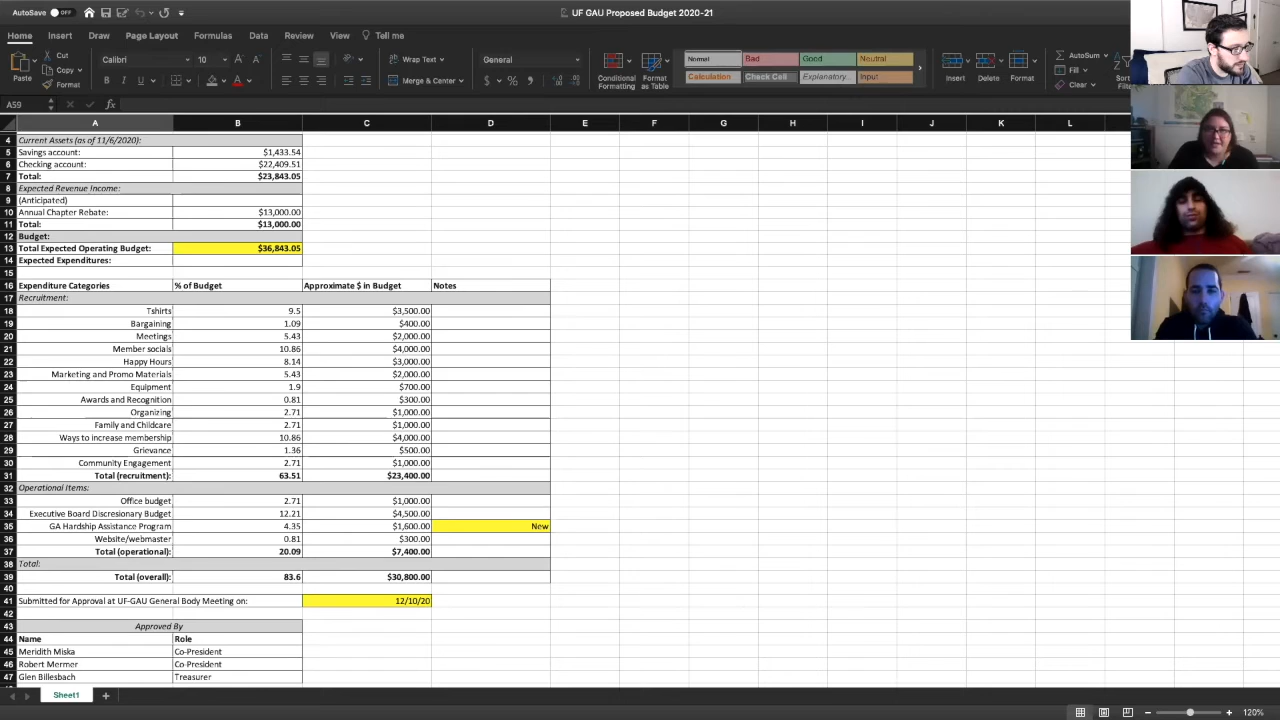 AutoSave OFF UF GAU Proposed Budget 2020-21
Home Insert Draw Page Layout Formulas Data Review View Tell me
Paste Cut Copy Format Calibri 10 Wrap Text General Normal Bad Good Neutral AutoSum
B I U Merge & Center $ % Conditional Formatting Format as Table Calculation Check Cell Explanatory... Input Insert Delete Format Fill Clear
A59 fx
A B C D E F G H I J K L
4 Current Assets (as of 11/6/2020):
5 Savings account: $1,433.54
6 Checking account: $22,409.51
7 Total: $23,843.05
8 Expected Revenue Income:
9 (Anticipated)
10 Annual Chapter Rebate: $13,000.00
11 Total: $13,000.00
12 Budget:
13 Total Expected Operating Budget: $36,843.05
14 Expected Expenditures:
15
16 Expenditure Categories % of Budget Approximate $ in Budget Notes
17 Recruitment:
18 Tshirts 9.5 $3,500.00
19 Bargaining 1.09 $400.00
20 Meetings 5.43 $2,000.00
21 Member socials 10.86 $4,000.00
22 Happy Hours 8.14 $3,000.00
23 Marketing and Promo Materials 5.43 $2,000.00
24 Equipment 1.9 $700.00
25 Awards and Recognition 0.81 $300.00
26 Organizing 2.71 $1,000.00
27 Family and Childcare 2.71 $1,000.00
28 Ways to increase membership 10.86 $4,000.00
29 Grievance 1.36 $500.00
30 Community Engagement 2.71 $1,000.00
31 Total (recruitment): 63.51 $23,400.00
32 Operational Items:
33 Office budget 2.71 $1,000.00
34 Executive Board Discresionary Budget 12.21 $4,500.00
35 GA Hardship Assistance Program 4.35 $1,600.00 New
36 Website/webmaster 0.81 $300.00
37 Total (operational): 20.09 $7,400.00
38 Total:
39 Total (overall): 83.6 $30,800.00
40
41 Submitted for Approval at UF-GAU General Body Meeting on: 12/10/20
42
43 Approved By
44 Name Role
45 Meridith Miska Co-President
46 Robert Mermer Co-President
47 Glen Billesbach Treasurer
Sheet1
120%